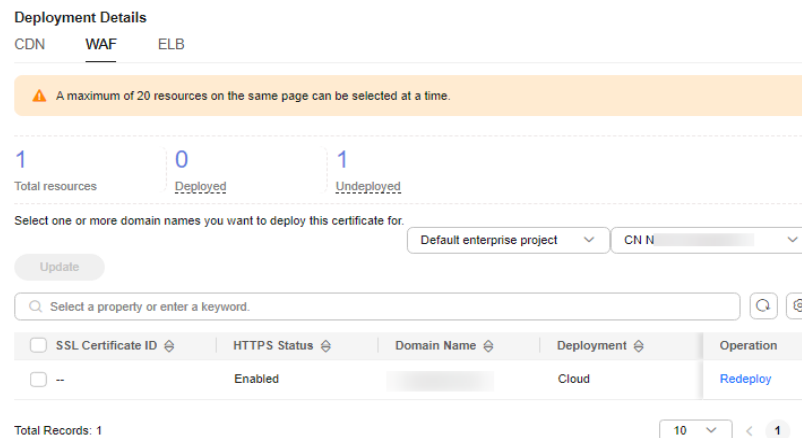 Deployment Details
CDN WAF ELB
A maximum of 20 resources on the same page can be selected at a time.
1 0 1
Total resources Deployed Undeployed
Select one or more domain names you want to deploy this certificate for.
Default enterprise project CN N
Update
Select a property or enter a keyword.
SSL Certificate ID HTTPS Status Domain Name Deployment Operation
-- Enabled Cloud Redeploy
Total Records: 1 10 < 1